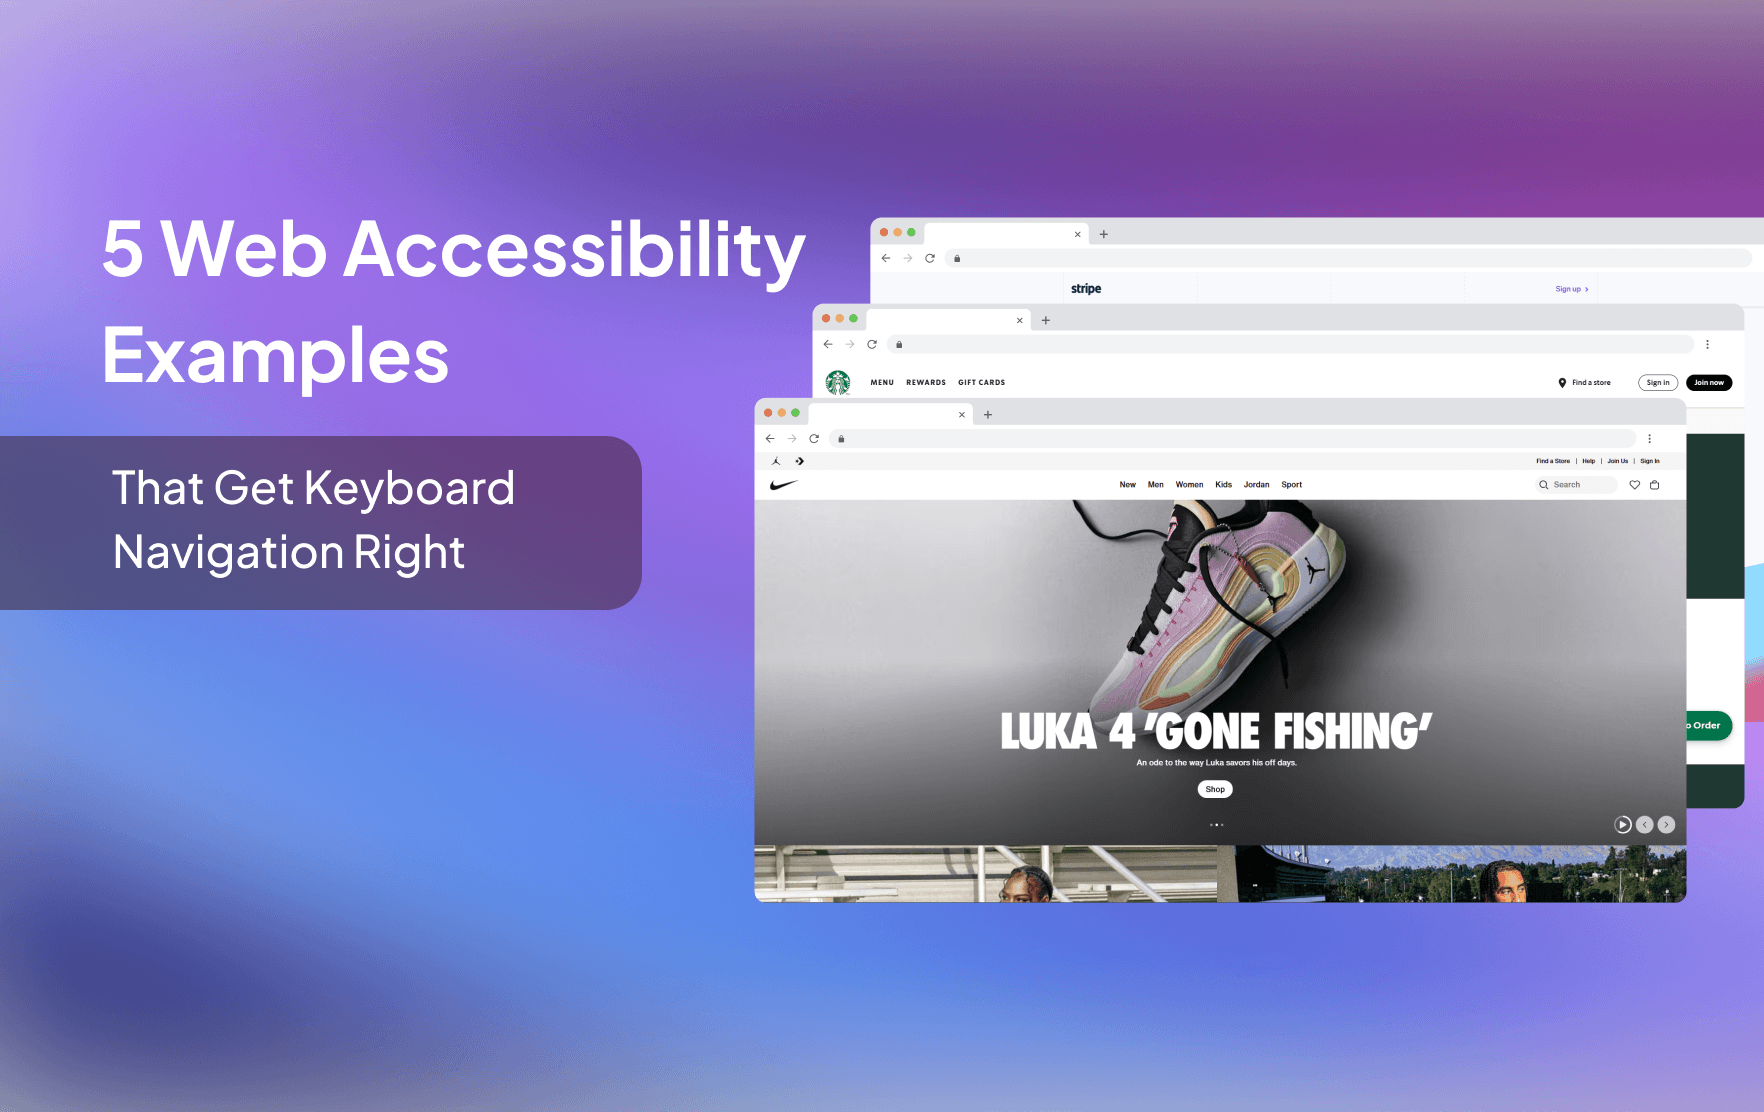 5 Web Accessibility
Examples
That Get Keyboard
Navigation Right
stripe
Sign up
MENU REWARDS GIFT CARDS
Find a store
Sign in
Join now
Find a Store | Help | Join Us | Sign In
New Men Women Kids Jordan Sport
Search
LUKA 4 'GONE FISHING'
An ode to the way Luka savors his off days.
Shop
o Order